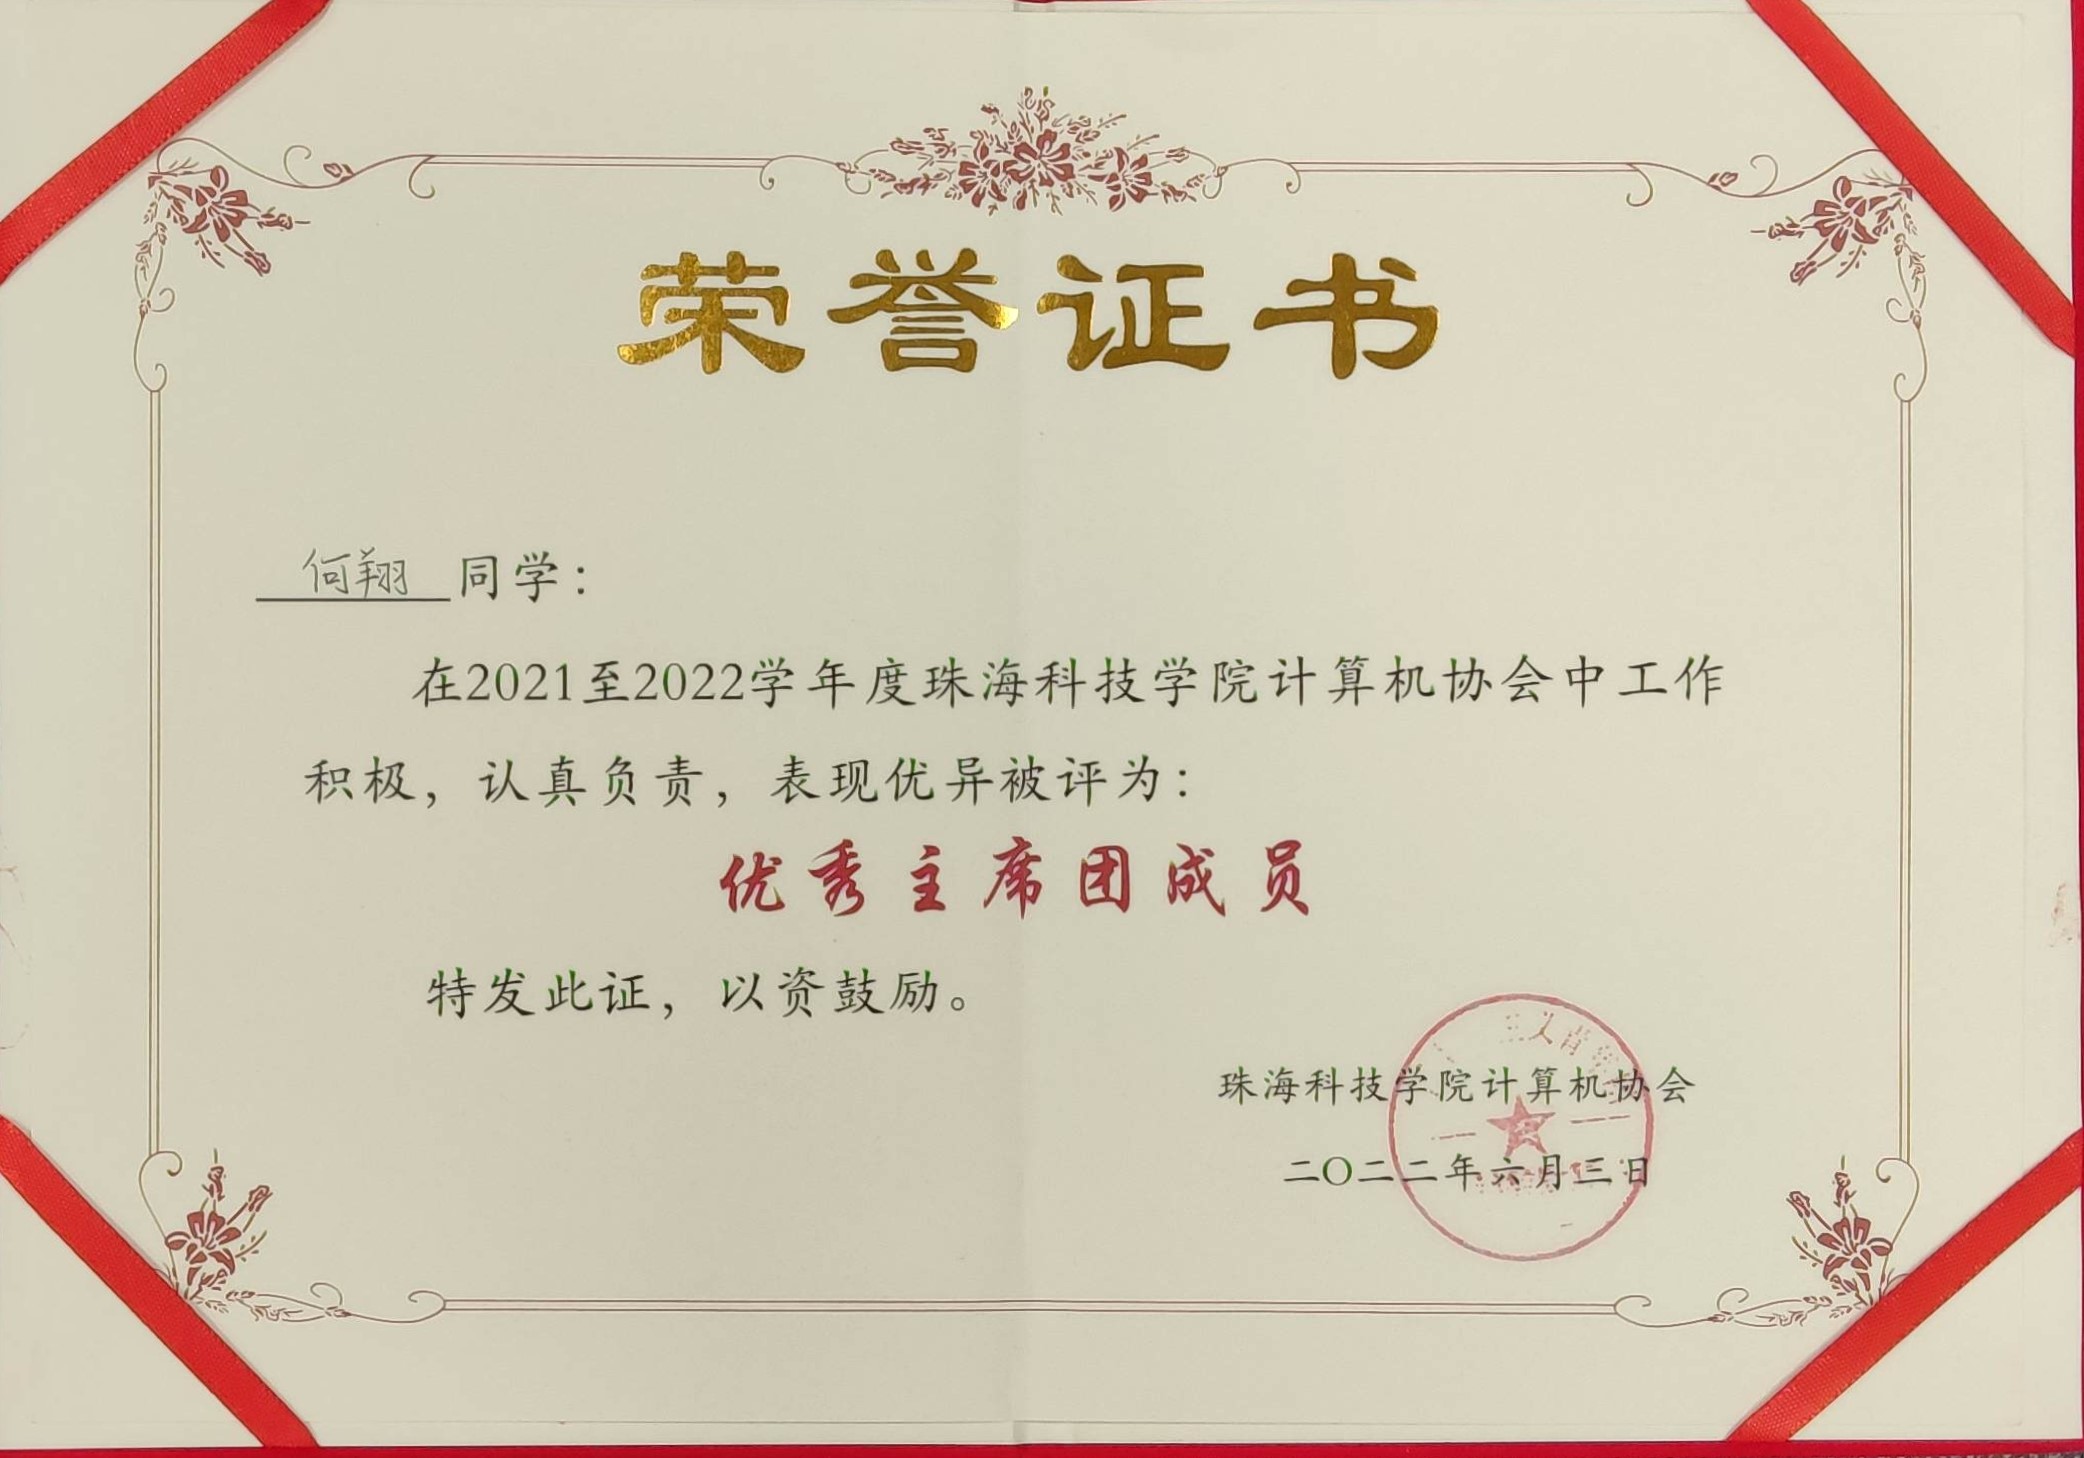 荣誉证书
何翔 同学：
在2021至2022学年度珠海科技学院计算机协会中工作
积极，认真负责，表现优异被评为：
优秀主席团成员
特发此证，以资鼓励。
主义青
珠海科技学院计算机协会
二〇二二年六月三日